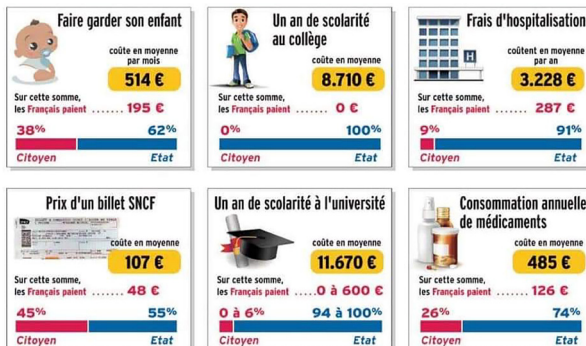 Faire garder son enfant
coûte en moyenne
par mois
514 €
Sur cette somme,
les Français paient ...... 195 €
38% 62%
Citoyen Etat
Un an de scolarité
au collège
coûte en moyenne
8.710 €
Sur cette somme,
les Français paient ...... 0 €
0% 100%
Citoyen Etat
Frais d'hospitalisation
H
coûtent en moyenne
par an
3.228 €
Sur cette somme,
les Français paient ...... 287 €
9% 91%
Citoyen Etat
Prix d'un billet SNCF
coûte en moyenne
107 €
Sur cette somme,
les Français paient ...... 48 €
45% 55%
Citoyen Etat
Un an de scolarité à l'université
coûte en moyenne
11.670 €
Sur cette somme,
les Français paient ......0 à 600 €
0 à 6% 94 à 100%
Citoyen Etat
Consommation annuelle
de médicaments
coûte en moyenne
485 €
Sur cette somme,
les Français paient ...... 126 €
26% 74%
Citoyen Etat